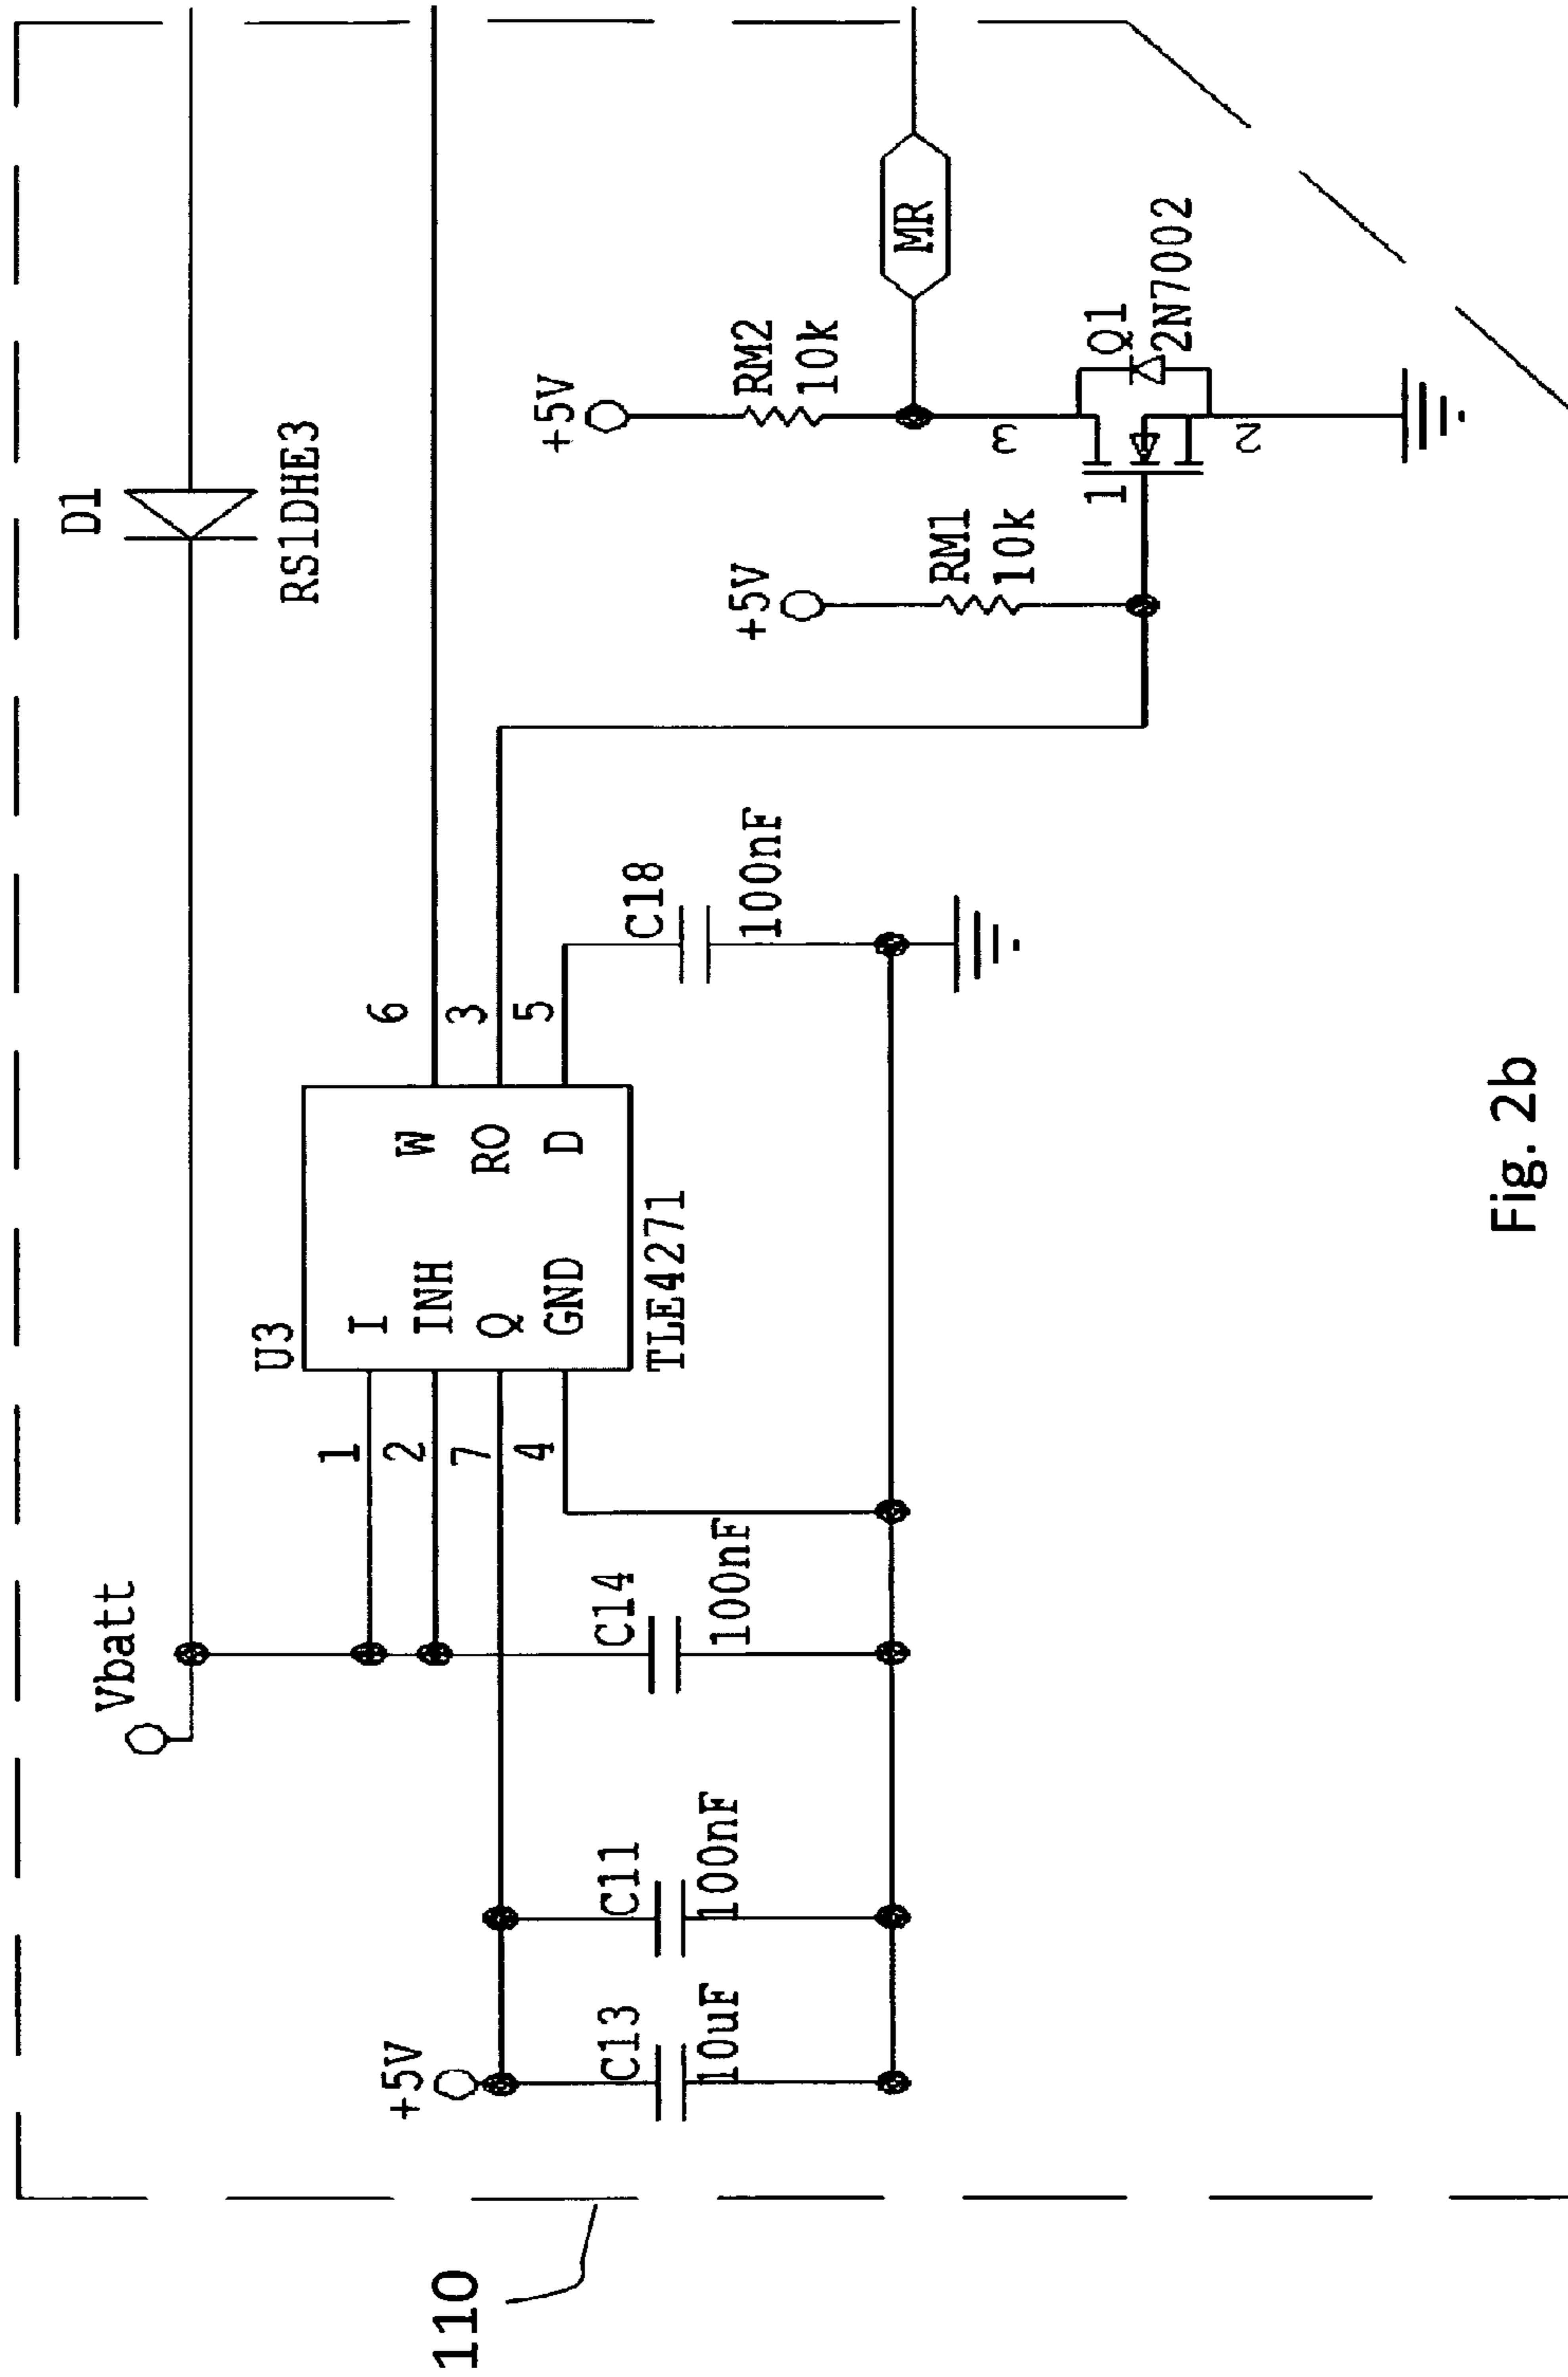 110
Vbatt
D1
RS1DHE3
+5V
C13
10uF
C11
100nF
C14
100nF
1
2
7
4
U3
I
INH
Q
GND
W
RO
D
TLE4271
6
3
5
C18
100nF
+5V
RM1
10k
+5V
RM2
10k
MR
1
3
2
Q1
2N7002
Fig. 2b